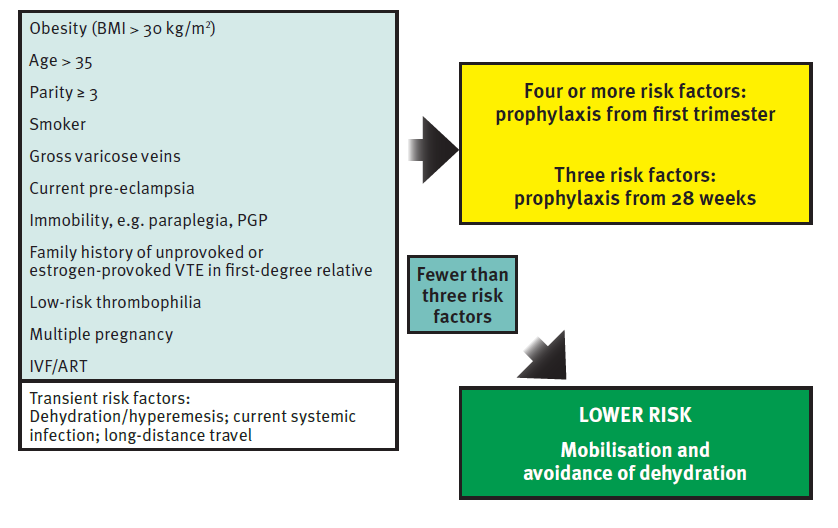 Obesity (BMI > 30 kg/m²)
Age > 35
Parity ≥ 3
Smoker
Gross varicose veins
Current pre-eclampsia
Immobility, e.g. paraplegia, PGP
Family history of unprovoked or
estrogen-provoked VTE in first-degree relative
Low-risk thrombophilia
Multiple pregnancy
IVF/ART
Transient risk factors:
Dehydration/hyperemesis; current systemic
infection; long-distance travel
Four or more risk factors:
prophylaxis from first trimester
Three risk factors:
prophylaxis from 28 weeks
Fewer than
three risk
factors
LOWER RISK
Mobilisation and
avoidance of dehydration